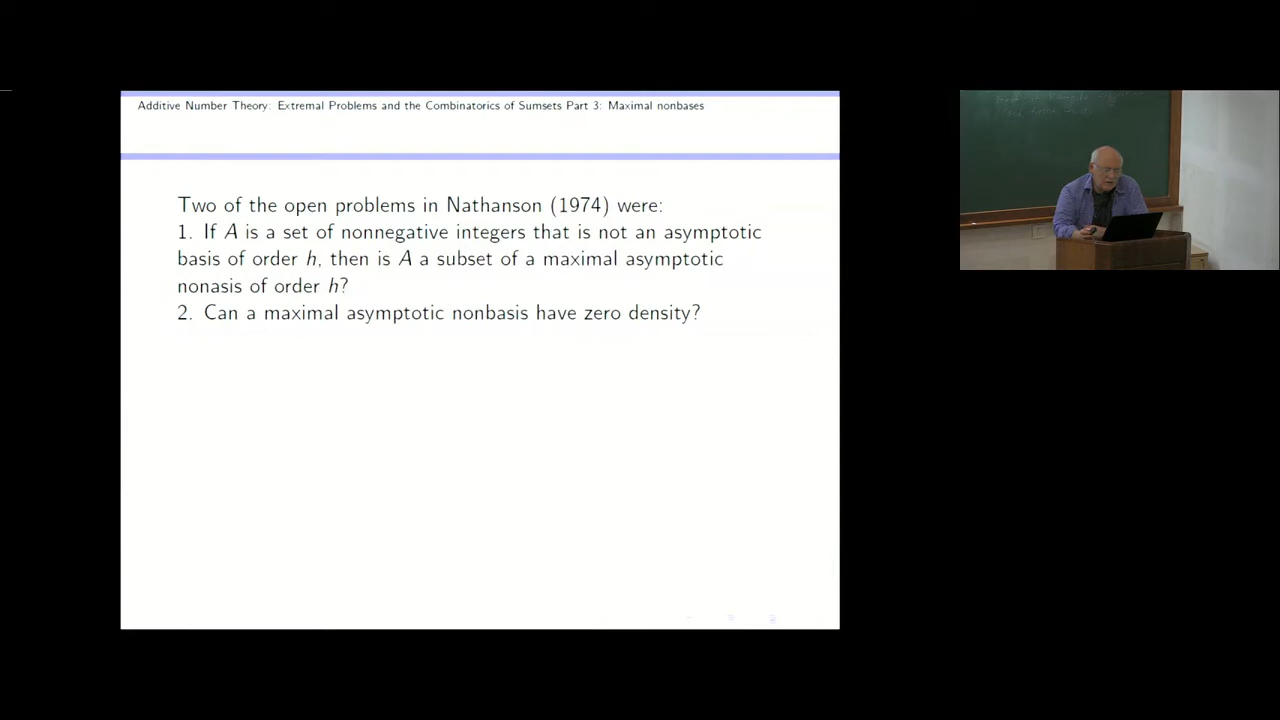 Additive Number Theory: Extremal Problems and the Combinatorics of Sumsets Part 3: Maximal nonbases
Two of the open problems in Nathanson (1974) were:
1. If A is a set of nonnegative integers that is not an asymptotic
basis of order h, then is A a subset of a maximal asymptotic
nonasis of order h?
2. Can a maximal asymptotic nonbasis have zero density?